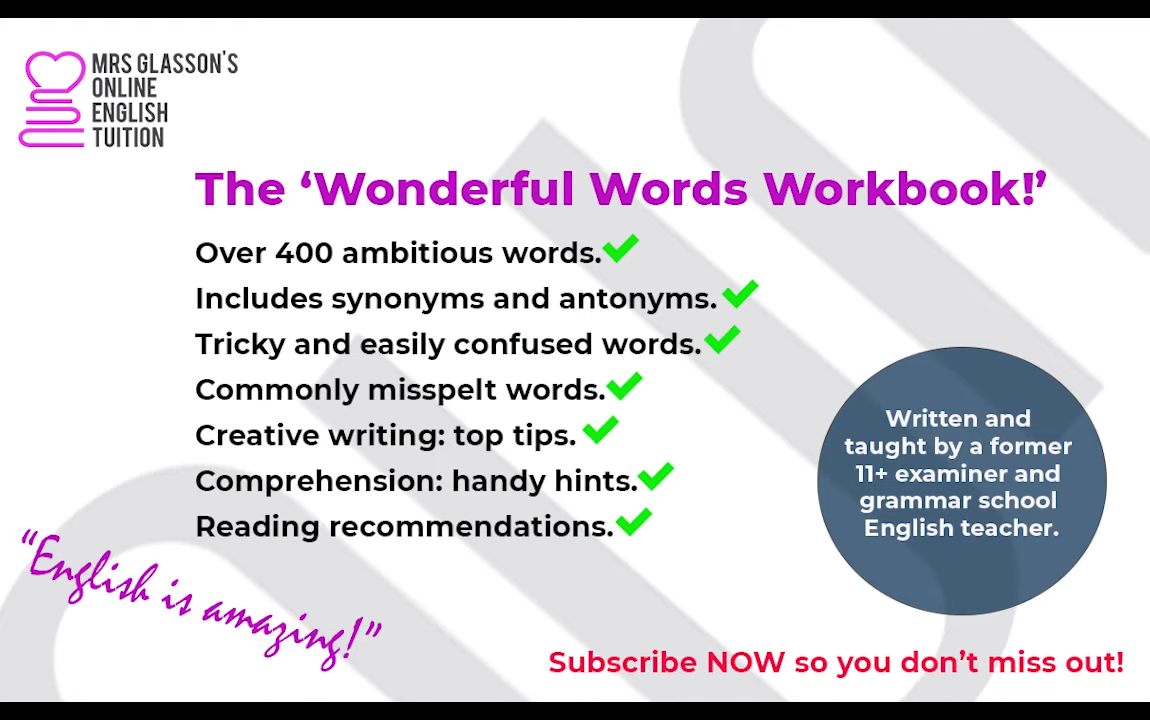 MRS GLASSON'S
ONLINE
ENGLISH
TUITION
The ‘Wonderful Words Workbook!’
Over 400 ambitious words.
Includes synonyms and antonyms.
Tricky and easily confused words.
Commonly misspelt words.
Creative writing: top tips.
Comprehension: handy hints.
Reading recommendations.
Written and
taught by a former
11+ examiner and
grammar school
English teacher.
“English is amazing!”
Subscribe NOW so you don’t miss out!